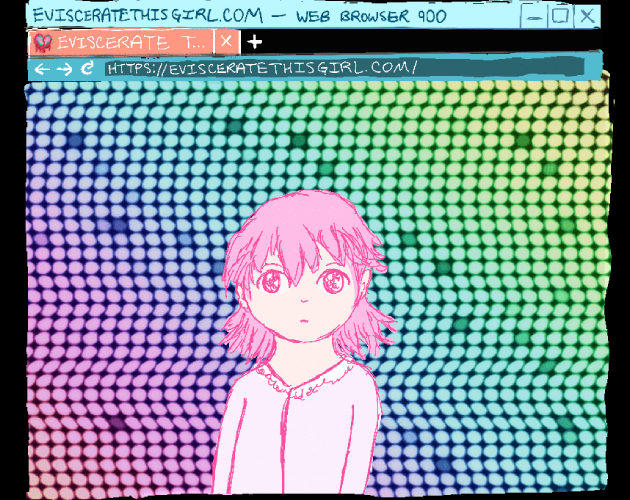 EVISCERATETHISGIRL.COM — WEB BROWSER 900
EVISCERATE T...
HTTPS://EVISCERATETHISGIRL.COM/